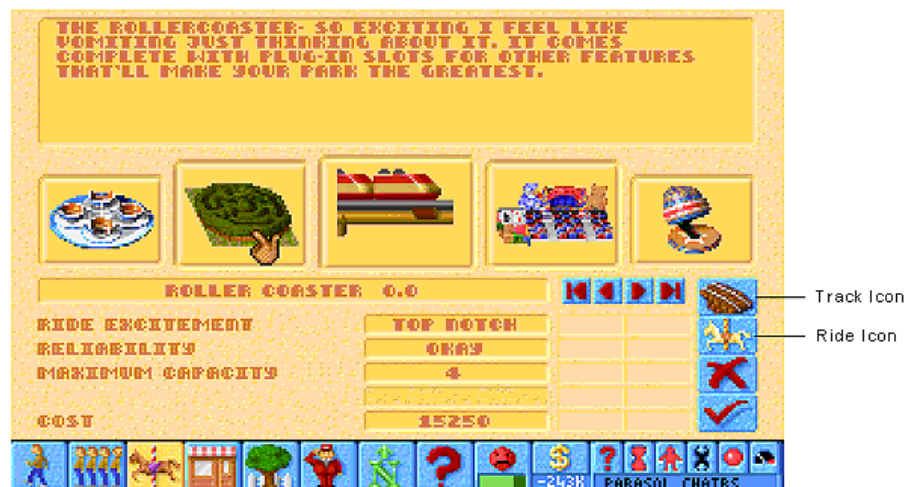 THE ROLLERCOASTER- SO EXCITING I FEEL LIKE
VOMITING JUST THINKING ABOUT IT. IT COMES
COMPLETE WITH PLUG-IN SLOTS FOR OTHER FEATURES
THAT'LL MAKE YOUR PARK THE GREATEST.
ROLLER COASTER 0.0
Track Icon
RIDE EXCITEMENT TOP NOTCH
Ride Icon
RELIABILITY OKAY
MAXIMUM CAPACITY 4
COST 15250
? ?
$
-243K PARASOL CHAIRS